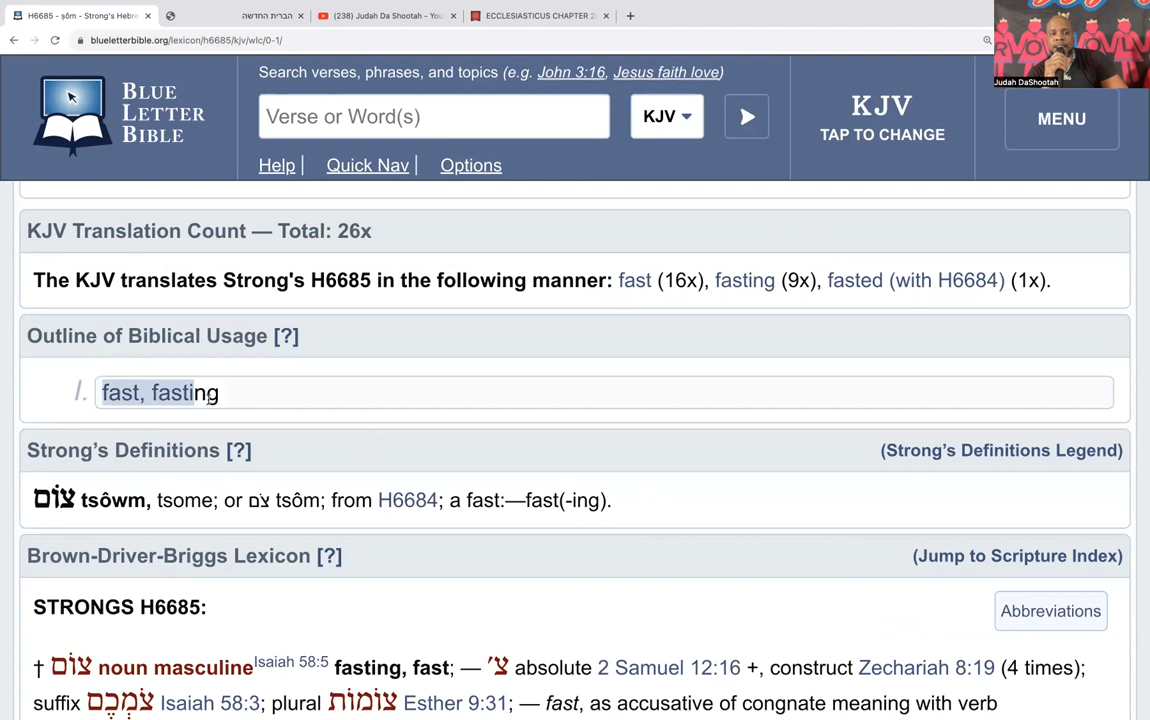 H6685 - ṣôm - Strong's Hebre
הברית החדשה
(238) Judah Da Shootah - You
ECCLESIASTICUS CHAPTER 2
blueletterbible.org/lexicon/h6685/kjv/wlc/0-1/
Judah DaShootah
BLUE
LETTER
BIBLE
Search verses, phrases, and topics (e.g. John 3:16, Jesus faith love)
Verse or Word(s)
KJV
Help | Quick Nav | Options
KJV
TAP TO CHANGE
MENU
KJV Translation Count — Total: 26x
The KJV translates Strong's H6685 in the following manner: fast (16x), fasting (9x), fasted (with H6684) (1x).
Outline of Biblical Usage [?]
I. fast, fasting
Strong’s Definitions [?] (Strong’s Definitions Legend)
צוֹם tsôwm, tsome; or צֹם tsôm; from H6684; a fast:—fast(-ing).
Brown-Driver-Briggs Lexicon [?] (Jump to Scripture Index)
STRONGS H6685:
Abbreviations
† צוֹם noun masculine Isaiah 58:5 fasting, fast; — צ׳ absolute 2 Samuel 12:16 +, construct Zechariah 8:19 (4 times);
suffix צֹמְכֶם Isaiah 58:3; plural צוֹמוֹת Esther 9:31; — fast, as accusative of congnate meaning with verb